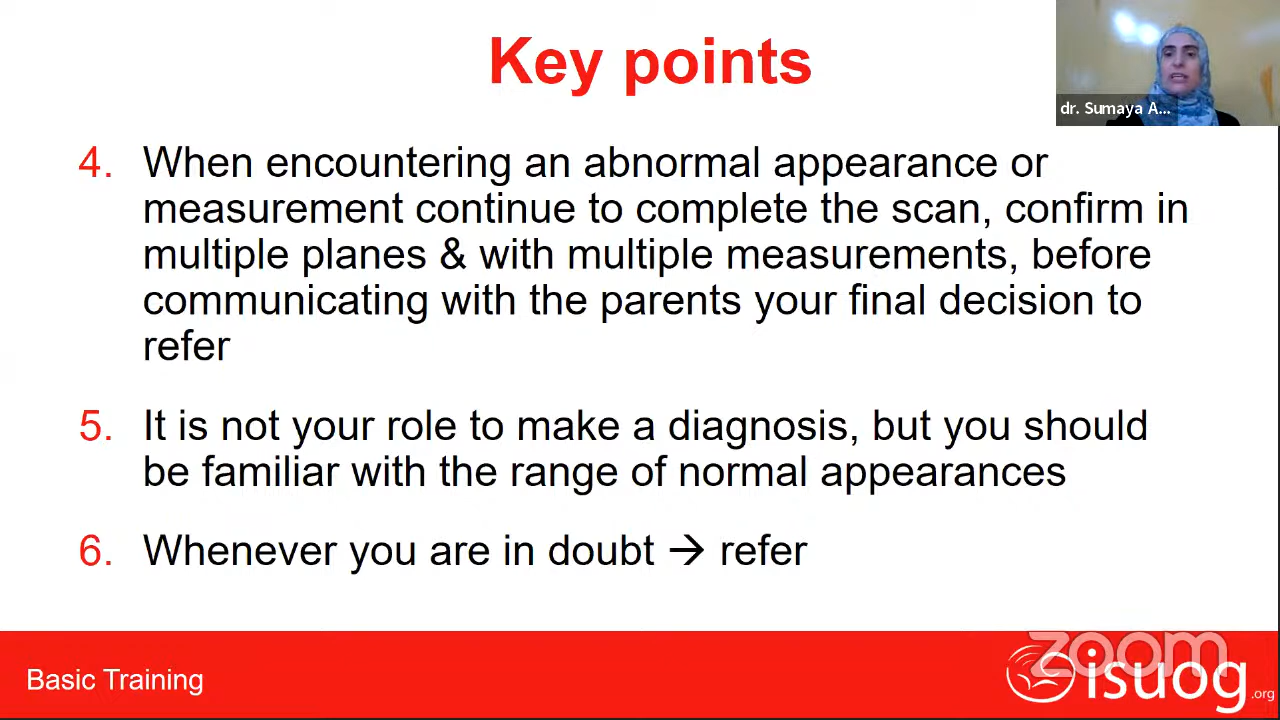 Key points
dr. Sumaya A...
4. When encountering an abnormal appearance or
measurement continue to complete the scan, confirm in
multiple planes & with multiple measurements, before
communicating with the parents your final decision to
refer
5. It is not your role to make a diagnosis, but you should
be familiar with the range of normal appearances
6. Whenever you are in doubt → refer
zoom
Basic Training
isuog.org